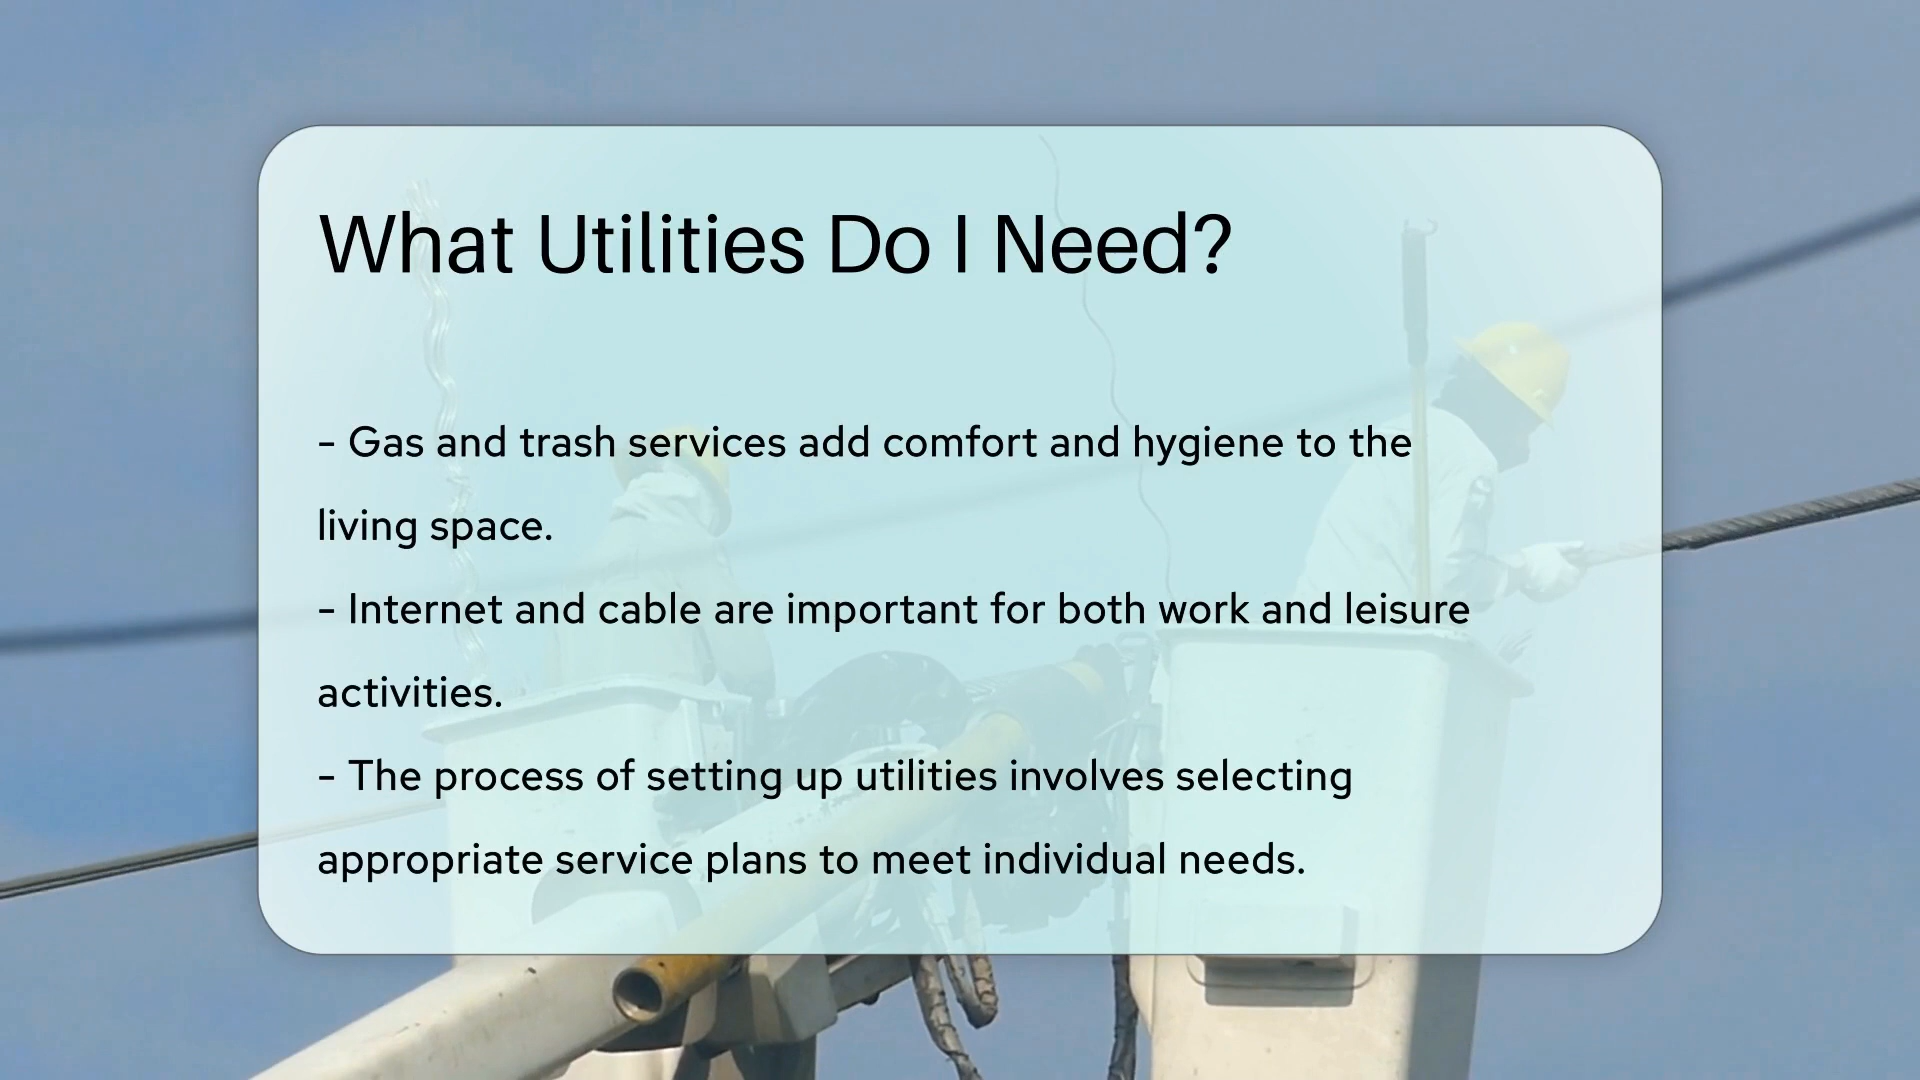 What Utilities Do I Need?
– Gas and trash services add comfort and hygiene to the
living space.
– Internet and cable are important for both work and leisure
activities.
– The process of setting up utilities involves selecting
appropriate service plans to meet individual needs.